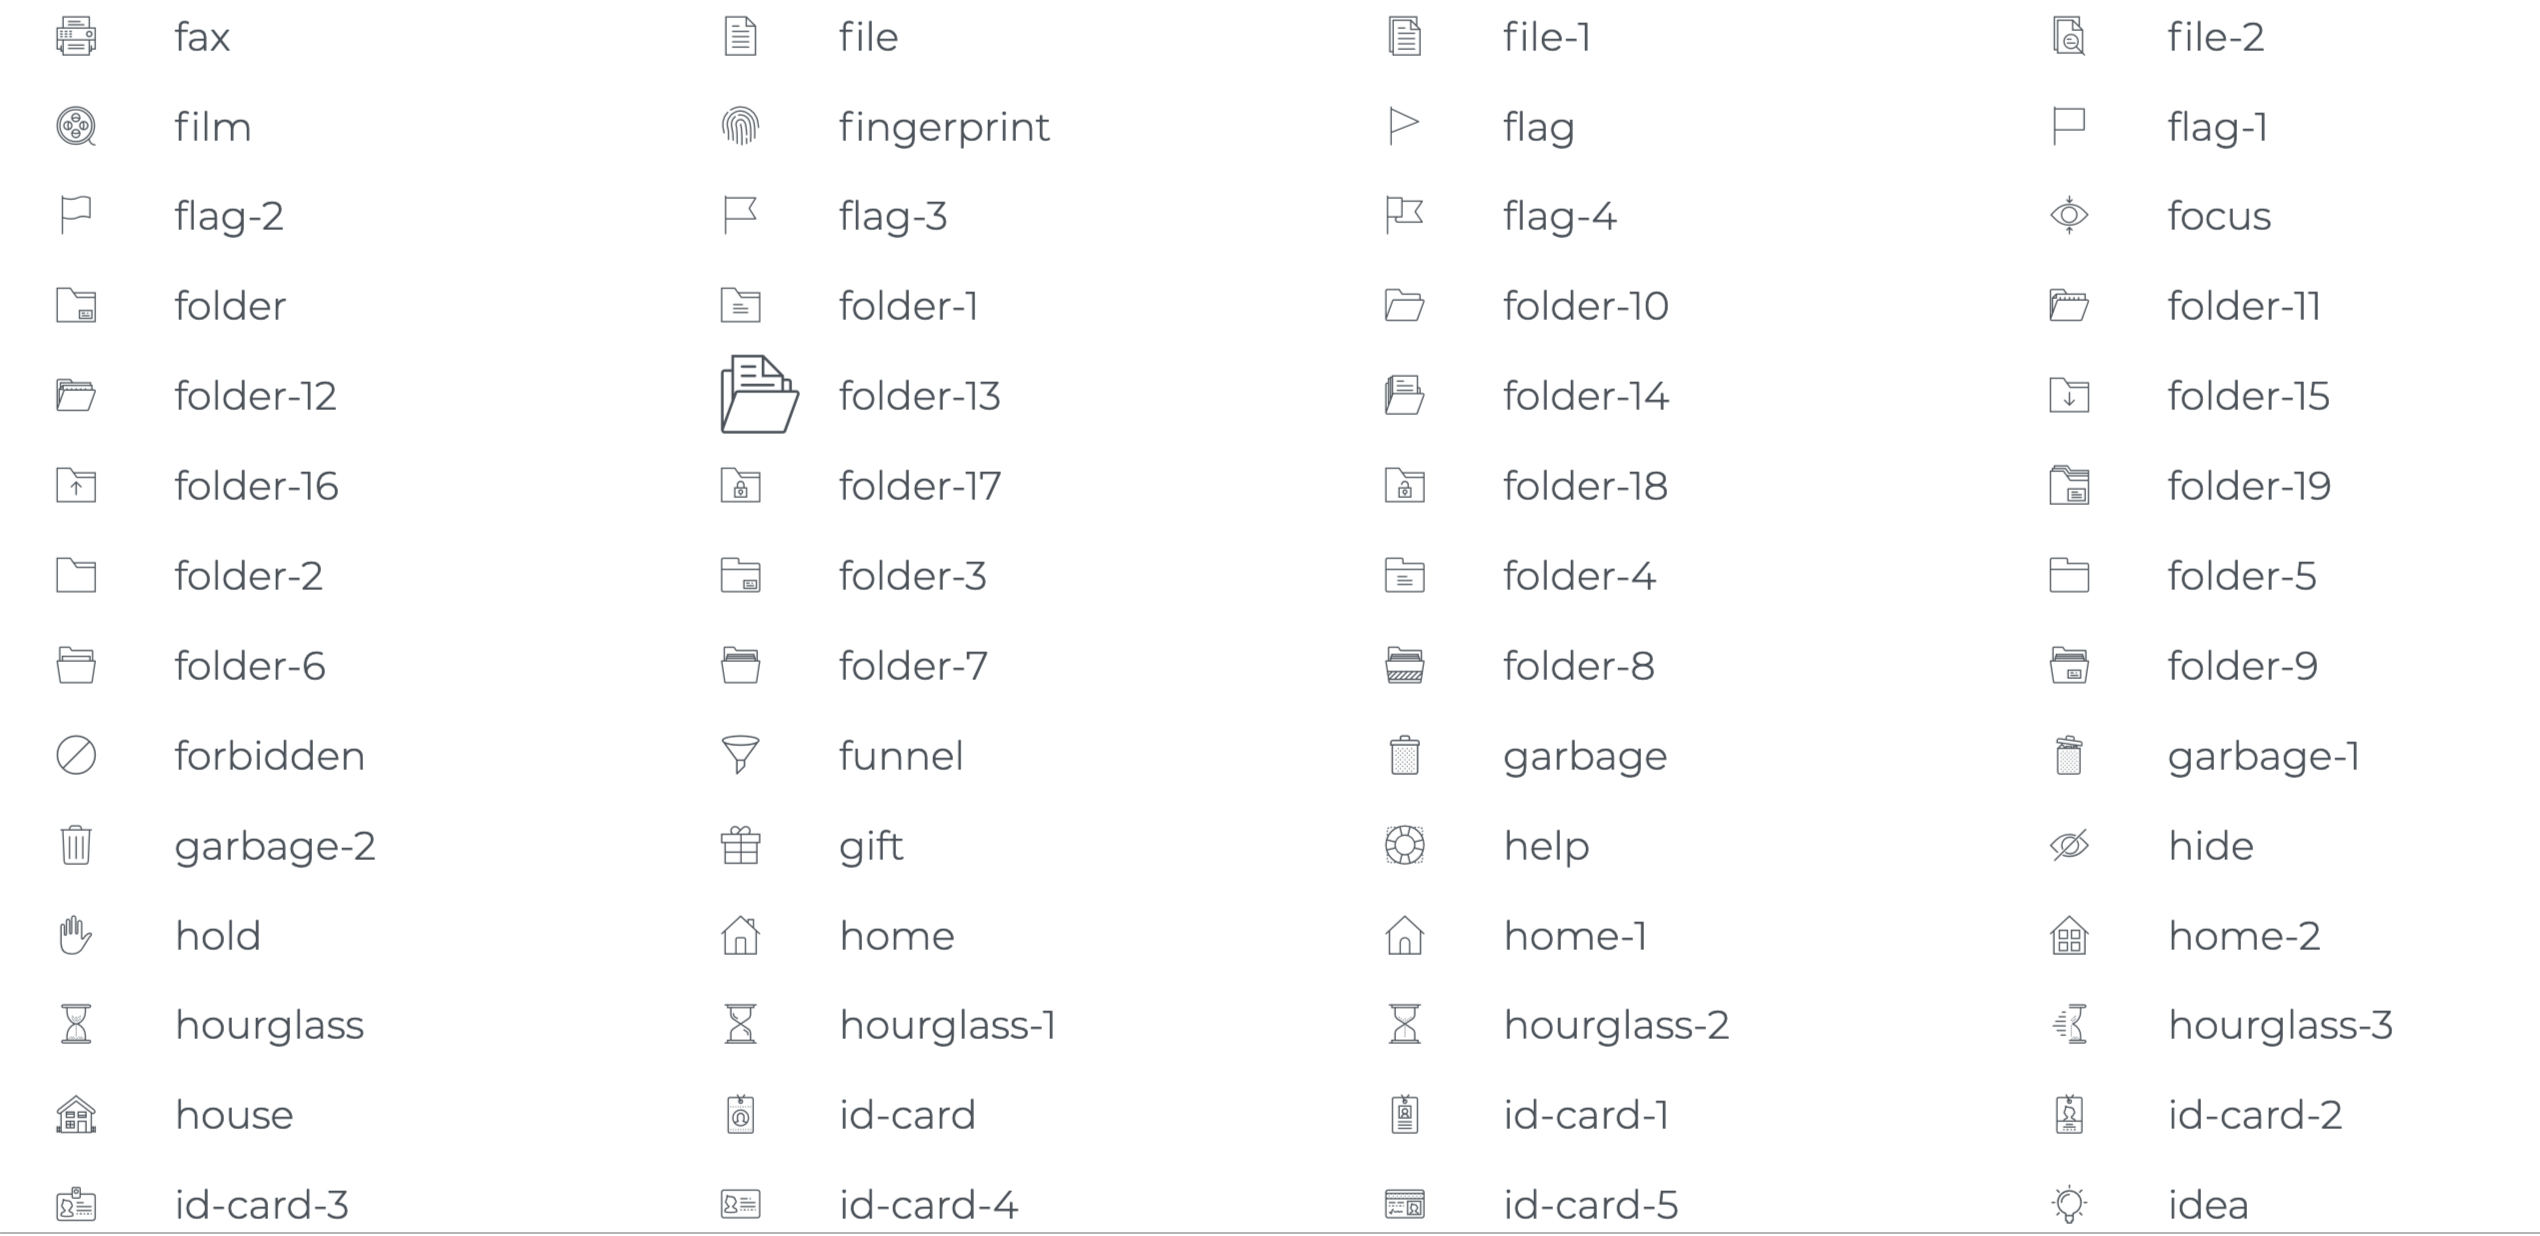 fax file file-1 file-2
film fingerprint flag flag-1
flag-2 flag-3 flag-4 focus
folder folder-1 folder-10 folder-11
folder-12 folder-13 folder-14 folder-15
folder-16 folder-17 folder-18 folder-19
folder-2 folder-3 folder-4 folder-5
folder-6 folder-7 folder-8 folder-9
forbidden funnel garbage garbage-1
garbage-2 gift help hide
hold home home-1 home-2
hourglass hourglass-1 hourglass-2 hourglass-3
house id-card id-card-1 id-card-2
id-card-3 id-card-4 id-card-5 idea